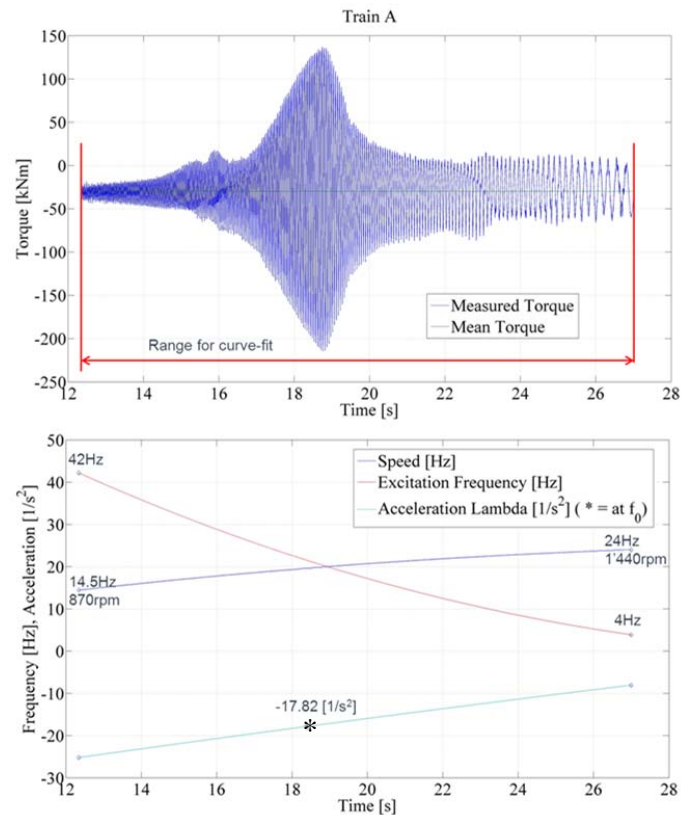 Train A
150
100
50
0
-50
-100
-150
-200
-250
Torque [kNm]
Measured Torque
Mean Torque
Range for curve-fit
12 14 16 18 20 22 24 26 28
Time [s]
50
40
30
20
10
0
-10
-20
-30
Frequency [Hz], Acceleration [1/s²]
42Hz
Speed [Hz]
Excitation Frequency [Hz]
Acceleration Lambda [1/s²] ( * = at f₀)
24Hz
1'440rpm
14.5Hz
870rpm
4Hz
-17.82 [1/s²]
*
12 14 16 18 20 22 24 26 28
Time [s]